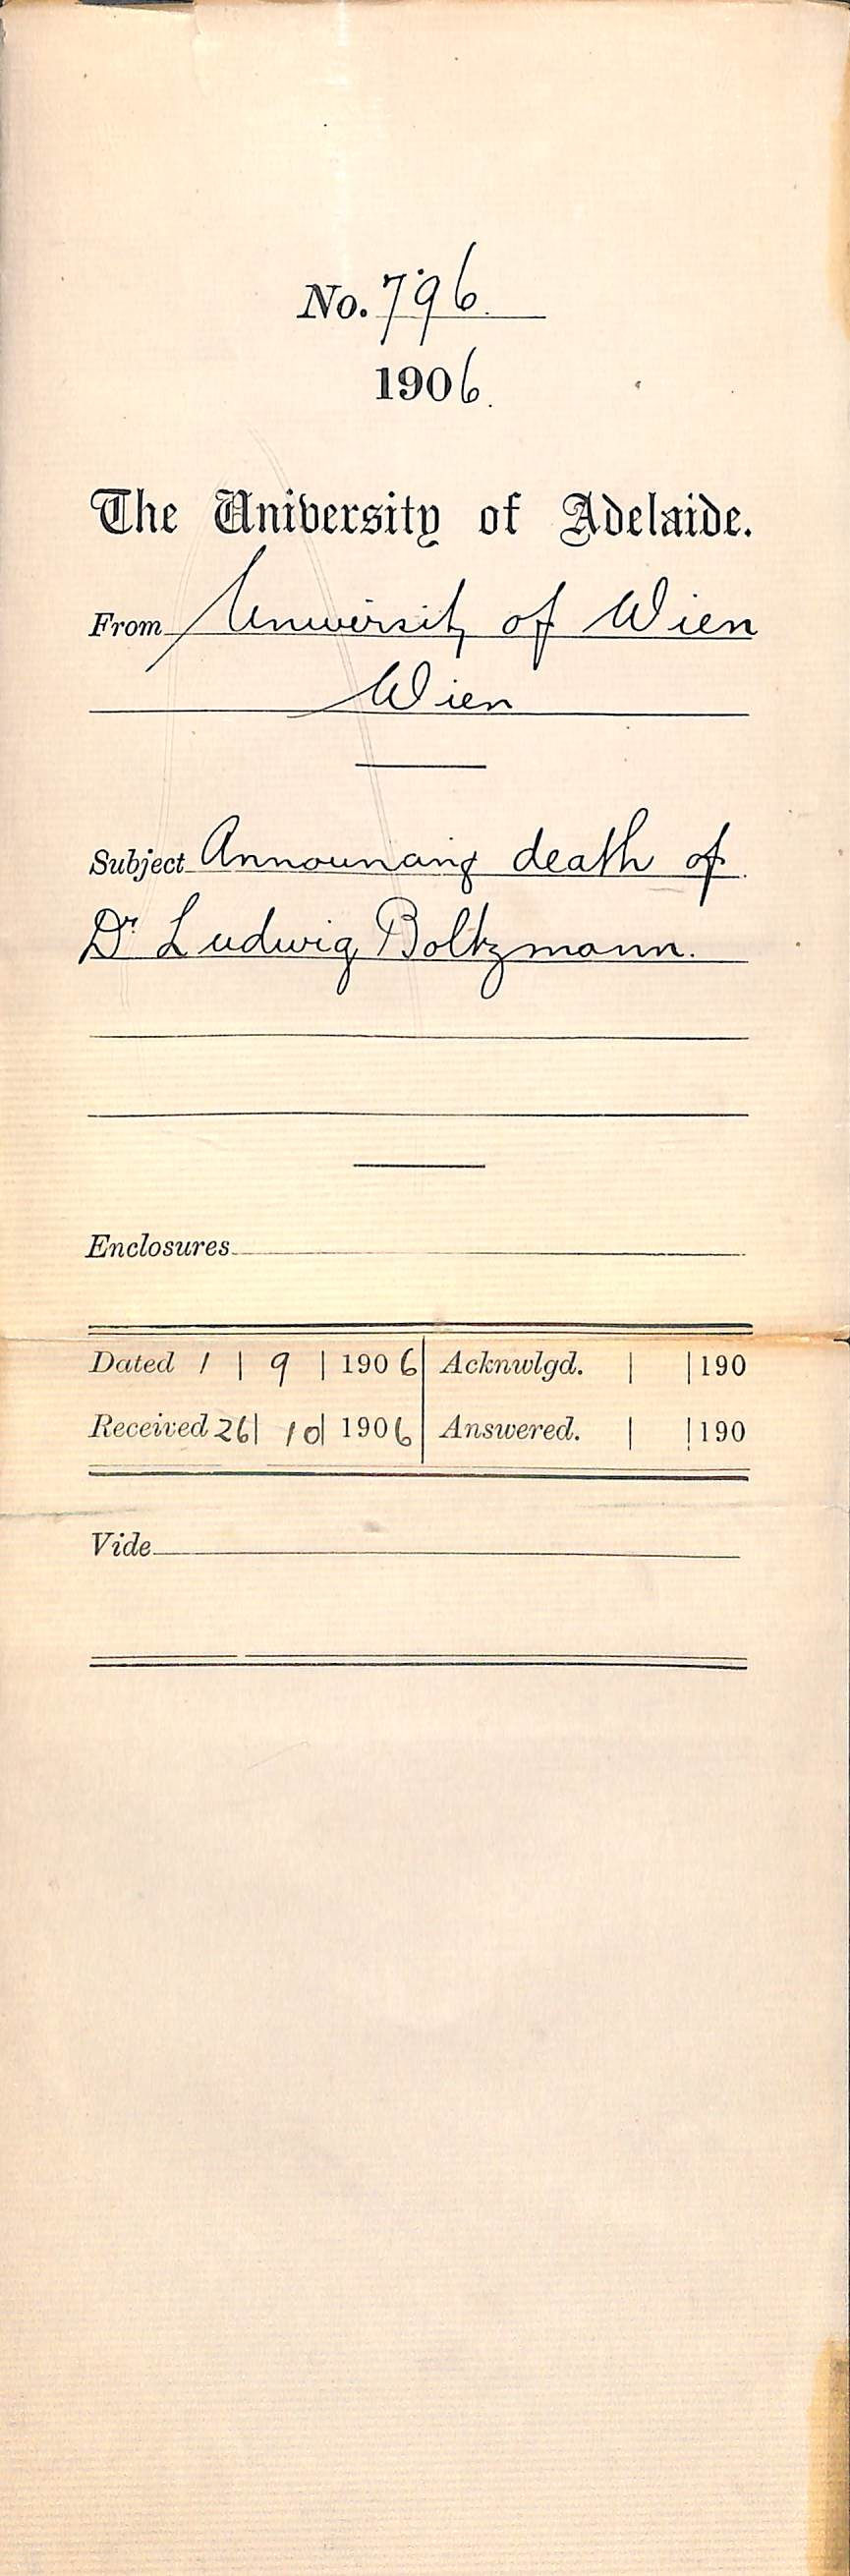 No. 796.
1906.
The University of Adelaide.
From University of Wien
Wien
Subject Announcing death of
Dr Ludwig Boltzmann.
Enclosures
Dated 1 | 9 | 1906 Acknwlgd. | | 190
Received 26 | 10 | 1906 Answered. | | 190
Vide